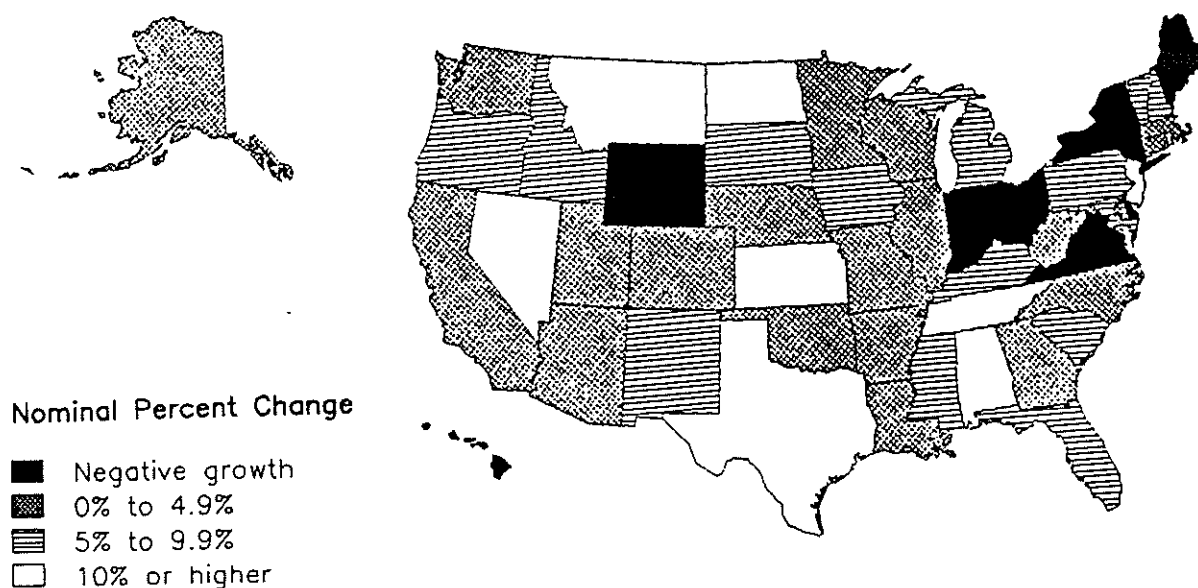 Nominal Percent Change
Negative growth
0% to 4.9%
5% to 9.9%
10% or higher